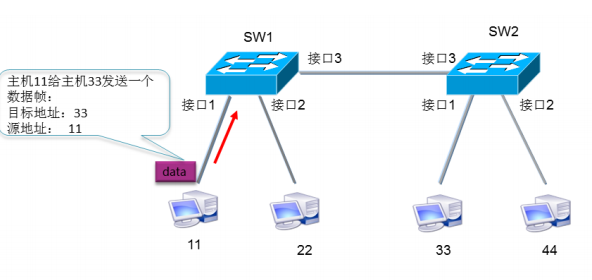 SW1
SW2
接口3
接口3
主机11给主机33发送一个
数据帧：
目标地址：33
源地址： 11
接口1
接口2
接口1
接口2
data
11
22
33
44